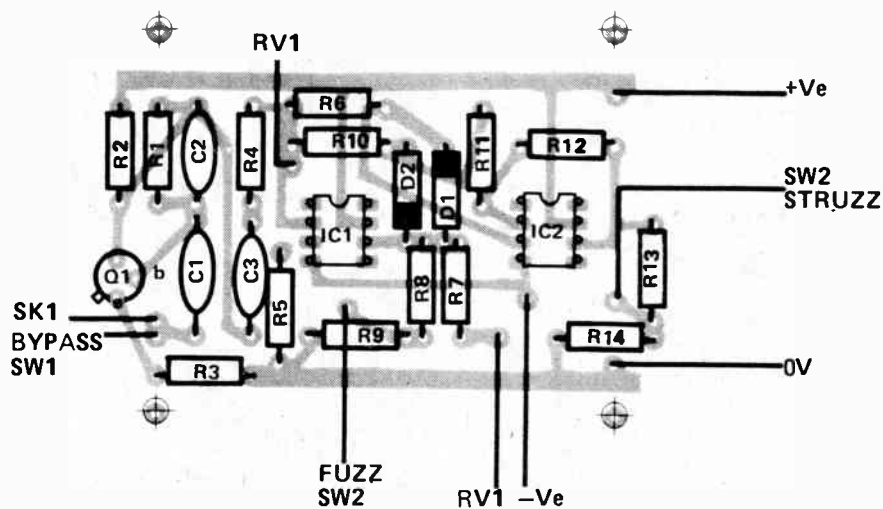 RV1
+Ve
R6
R2
R1
C2
R4
R10
D2
D1
R11
R12
SW2
STRUZZ
IC1
IC2
Q1
b
C1
C3
R5
R8
R7
R13
e
SK1
BYPASS
SW1
R9
R14
R3
0V
FUZZ
SW2
RV1
–Ve